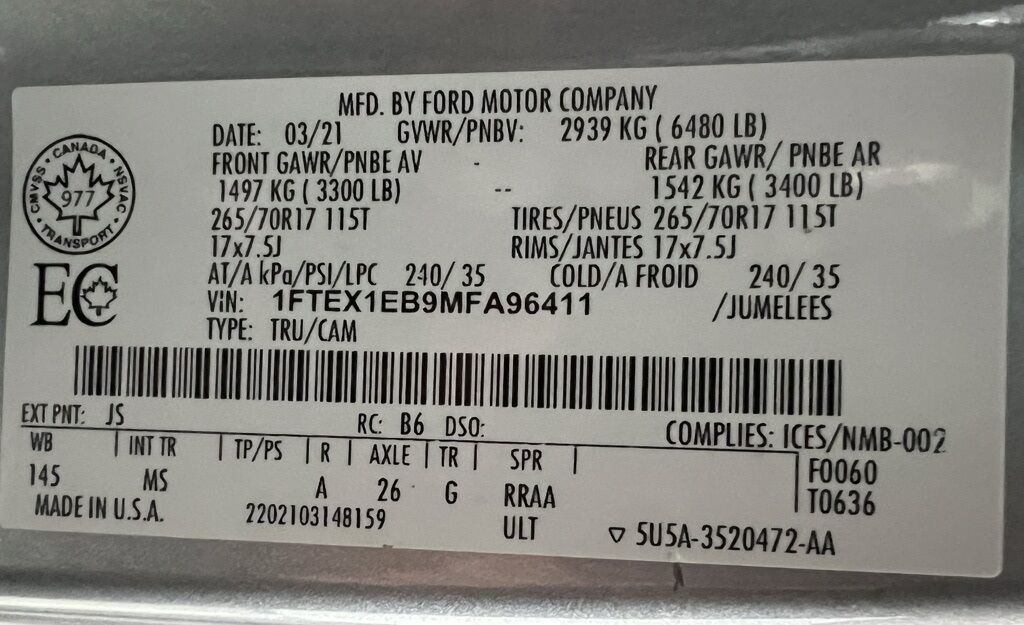 MFD. BY FORD MOTOR COMPANY
DATE: 03/21 GVWR/PNBV: 2939 KG ( 6480 LB)
FRONT GAWR/PNBE AV - REAR GAWR/ PNBE AR
1497 KG ( 3300 LB) -- 1542 KG ( 3400 LB)
265/70R17 115T TIRES/PNEUS 265/70R17 115T
17x7.5J RIMS/JANTES 17x7.5J
AT/A kPa/PSI/LPC 240/ 35 COLD/A FROID 240/ 35
VIN: 1FTEX1EB9MFA96411 /JUMELEES
TYPE: TRU/CAM
CANADA
CMVSS 977 NSVAC
TRANSPORT
EC
EXT PNT: JS RC: B6 DSO: COMPLIES: ICES/NMB-002
WB | INT TR | TP/PS | R | AXLE | TR | SPR | F0060
145 MS A 26 G RRAA T0636
MADE IN U.S.A. 2202103148159 ULT ▽ 5U5A-3520472-AA